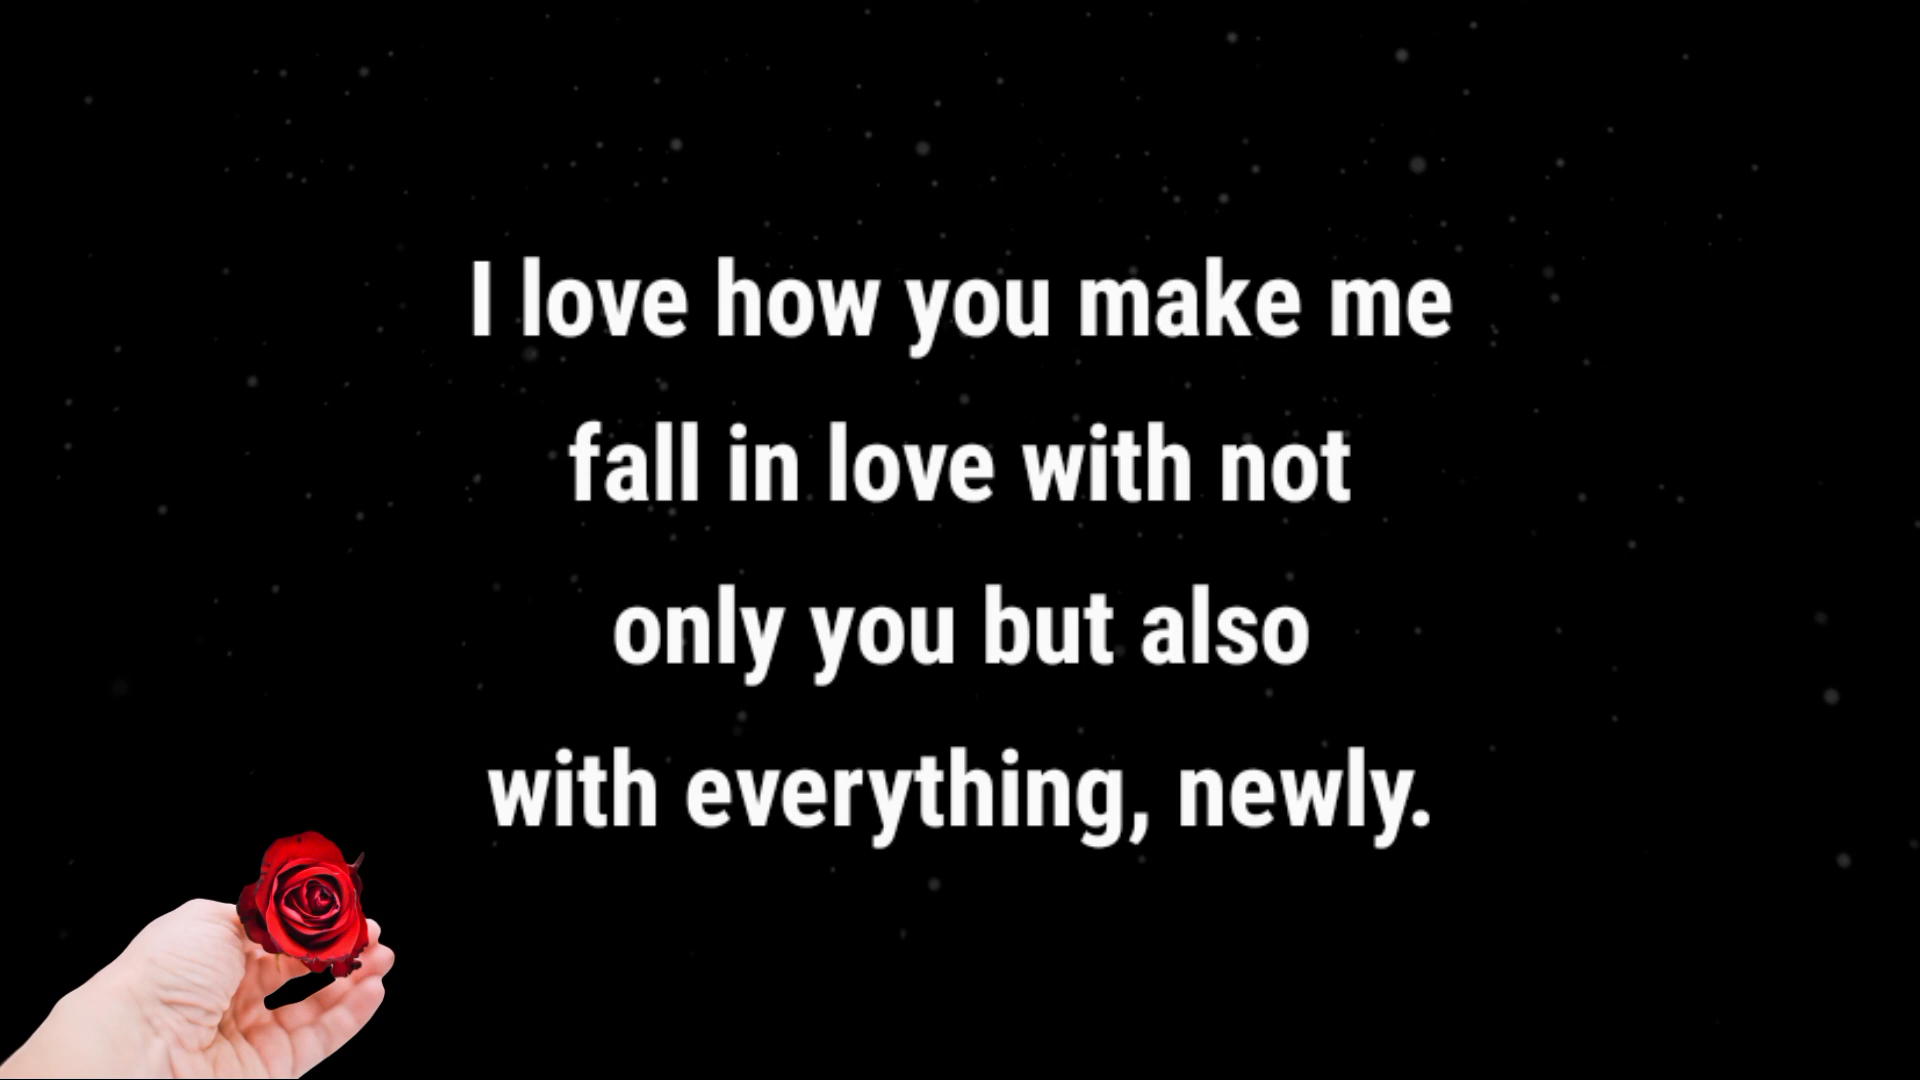 I love how you make me
fall in love with not
only you but also
with everything, newly.